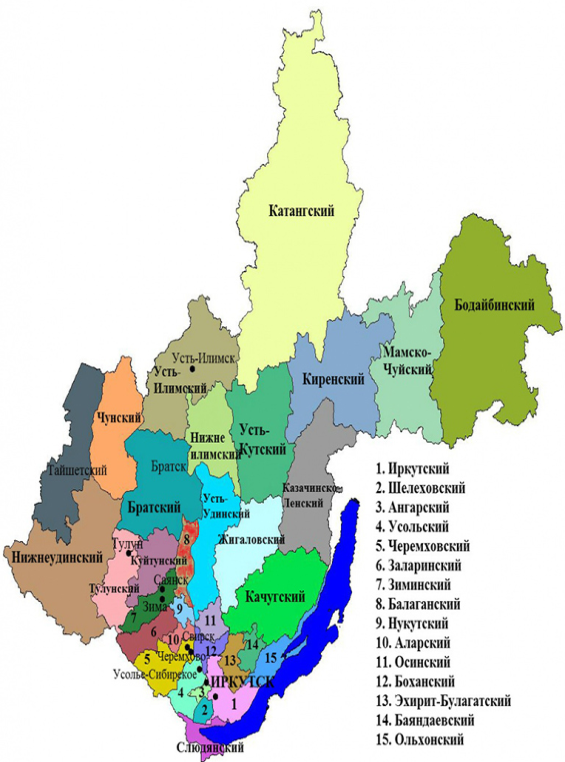 Катангский
Бодайбинский
Мамско-
Чуйский
Киренский
Усть-Илимск
Усть-
Илимский
Чунский
Нижне
илимский
Усть-
Кутский
Тайшетский
Братск
Казачинско-
Ленский
Братский
Усть-
Удинский
Жигаловский
Нижнеудинский
Тулун
Куйтунский
8
Тулунский
Саянск
Зима
Качугский
7
9
11
6
10
Свирск
12
14
Черемхово
13
15
5
Усолье-Сибирское
ИРКУТСК
4
3
1
2
Слюдянский
1. Иркутский
2. Шелеховский
3. Ангарский
4. Усольский
5. Черемховский
6. Заларинский
7. Зиминский
8. Балаганский
9. Нукутский
10. Аларский
11. Осинский
12. Боханский
13. Эхирит-Булагатский
14. Баяндаевский
15. Ольхонский